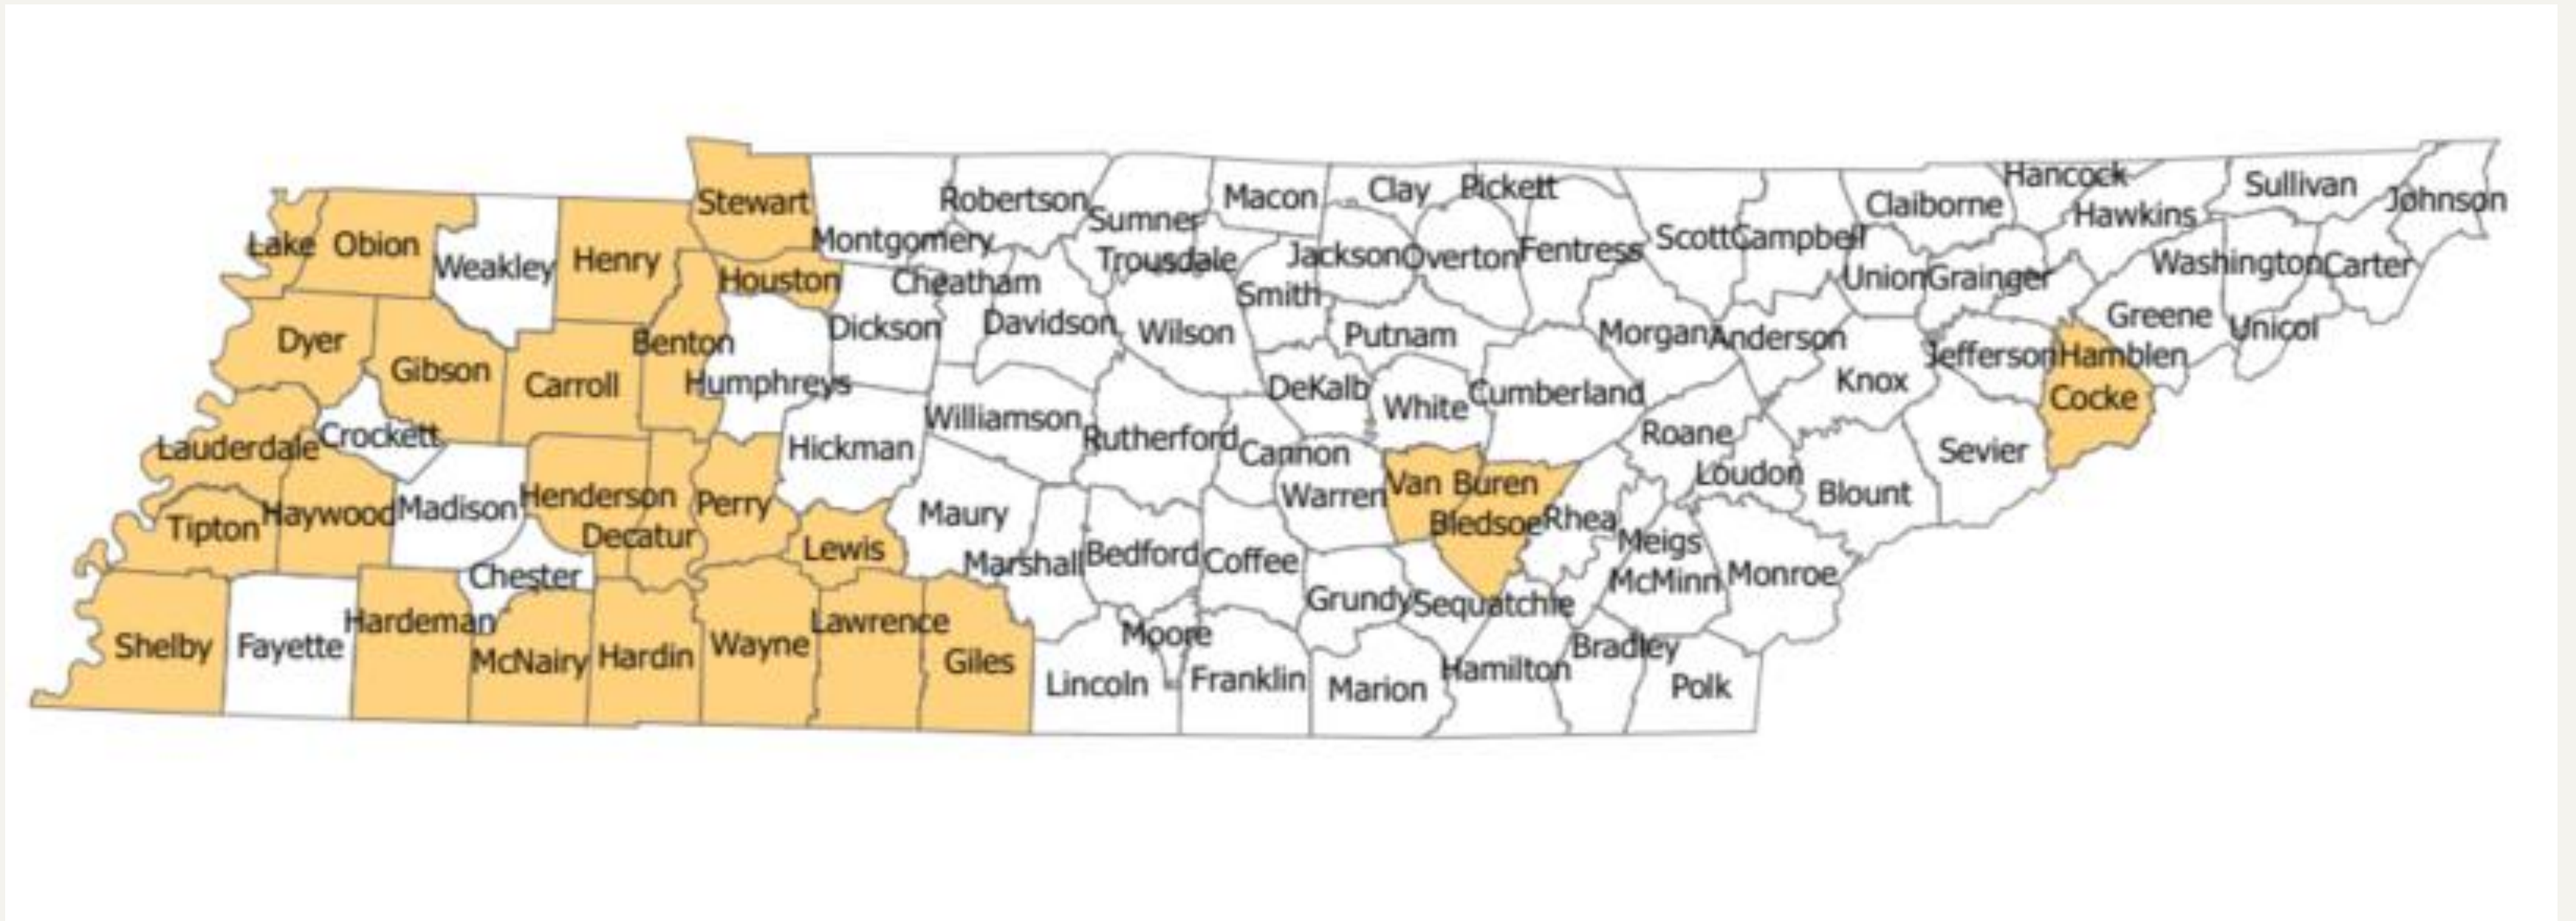 Stewart
Robertson
Macon
Clay
Pickett
Hancock
Sullivan
Johnson
Claiborne
Hawkins
Sumner
Montgomery
Lake
Obion
Weakley
Henry
Houston
Cheatham
Trousdale
Jackson
Overton
Fentress
Scott
Campbell
Union
Grainger
Washington
Carter
Smith
Greene
Unicoi
Dyer
Gibson
Carroll
Benton
Humphreys
Dickson
Davidson
Wilson
Putnam
Morgan
Anderson
Knox
Jefferson
Hamblen
Cocke
DeKalb
White
Cumberland
Lauderdale
Crockett
Hickman
Williamson
Rutherford
Cannon
Roane
Loudon
Blount
Sevier
Tipton
Haywood
Madison
Henderson
Decatur
Perry
Lewis
Maury
Marshall
Bedford
Coffee
Warren
Van Buren
Bledsoe
Rhea
Meigs
McMinn
Monroe
Chester
Grundy
Sequatchie
Shelby
Fayette
Hardeman
McNairy
Hardin
Wayne
Lawrence
Giles
Lincoln
Moore
Franklin
Marion
Hamilton
Bradley
Polk